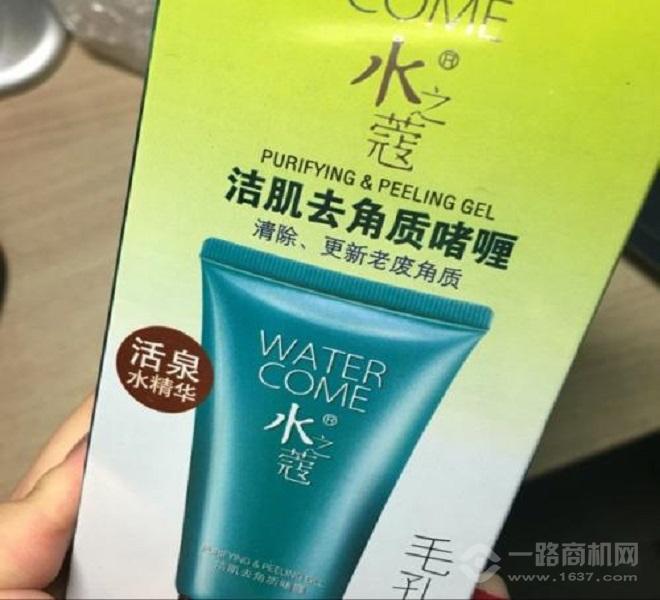 COME
水之蔻®
PURIFYING & PEELING GEL
洁肌去角质啫喱
清除、更新老废角质
活泉
水精华
WATER
COME
水之蔻®
PURIFYING & PEELING GEL
洁肌去角质啫喱
毛孔
一路商机网
www.1637.com